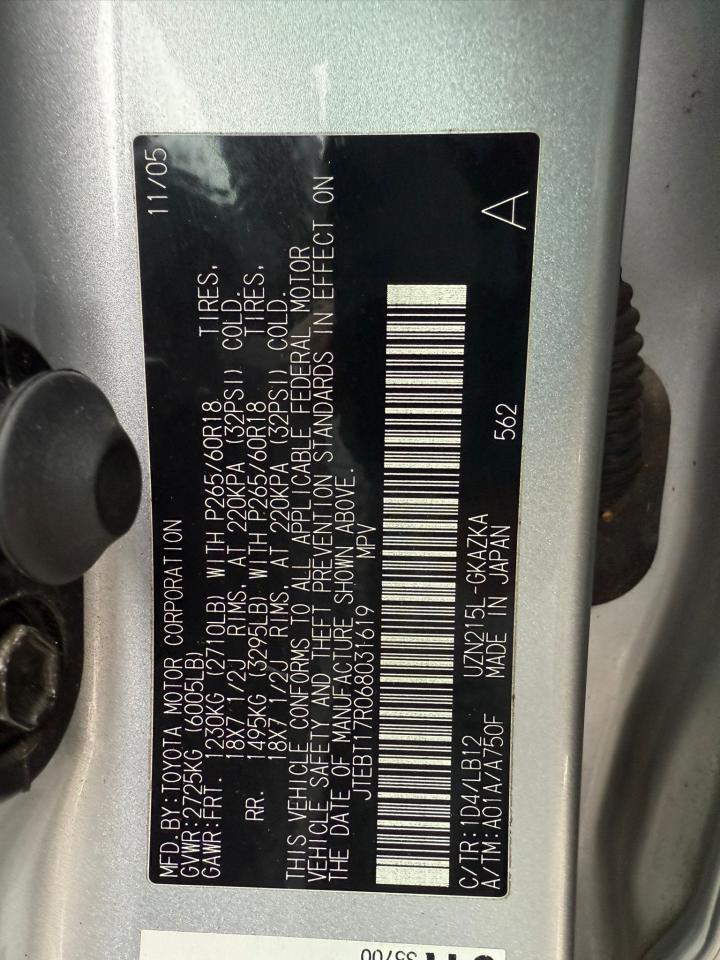 MFD.BY:TOYOTA MOTOR CORPORATION 11/05
GVWR:2725KG (6005LB)
GAWR:FRT. 1230KG (2710LB) WITH P265/60R18 TIRES,
18X7 1/2J RIMS, AT 220KPA (32PSI) COLD.
RR. 1495KG (3295LB) WITH P265/60R18 TIRES,
18X7 1/2J RIMS, AT 220KPA (32PSI) COLD.
THIS VEHICLE CONFORMS TO ALL APPLICABLE FEDERAL MOTOR
VEHICLE SAFETY AND THEFT PREVENTION STANDARDS IN EFFECT ON
THE DATE OF MANUFACTURE SHOWN ABOVE.
JTEBT17R068031619 MPV
C/TR:1D4/LB12 UZN215L-GKAZKA
A/TM:A01A/A750F MADE IN JAPAN 562 A
35700